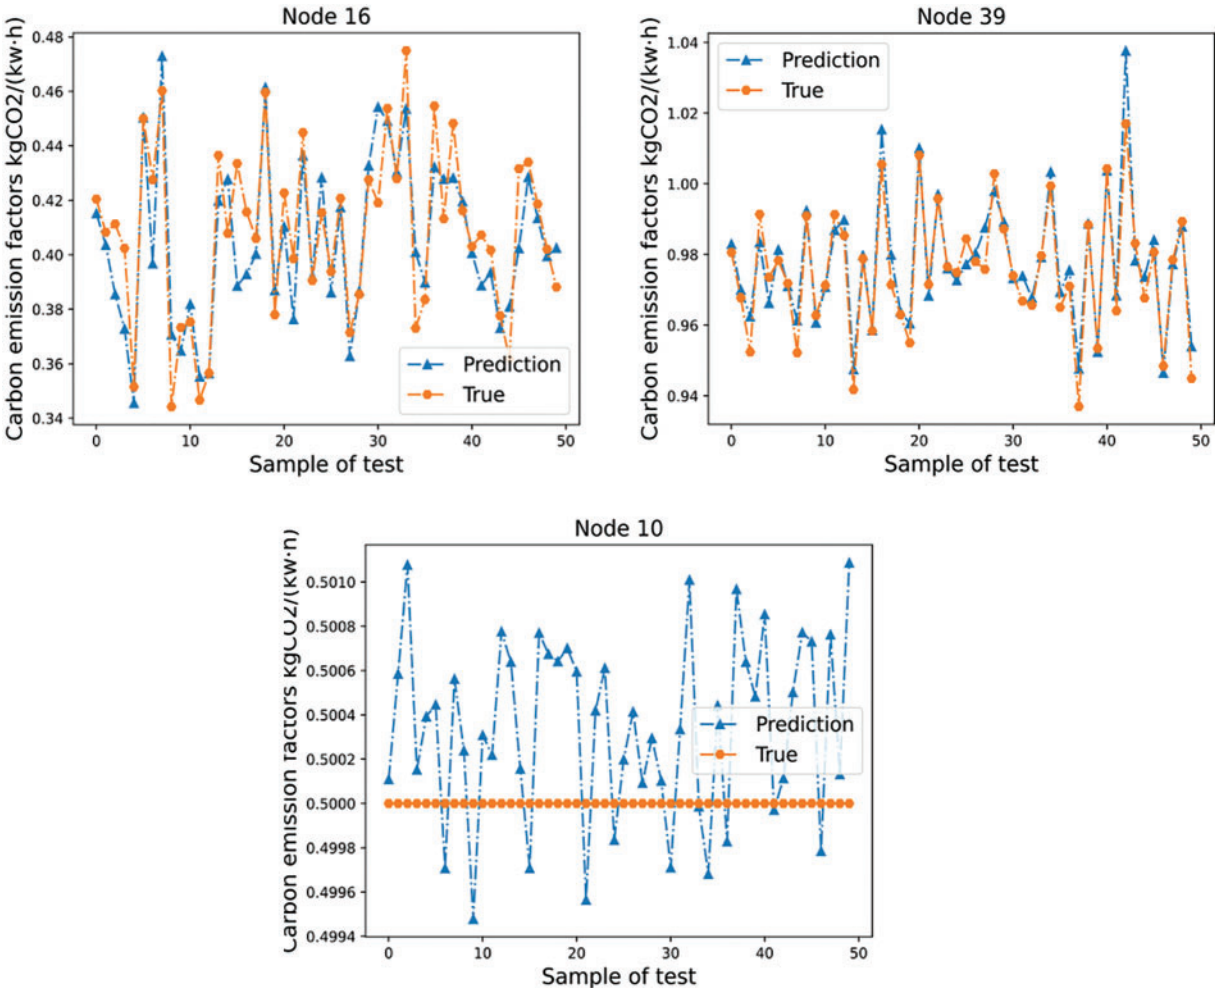 Node 16
Carbon emission factors kgCO2/(kw·h)
0.48
0.46
0.44
0.42
0.40
0.38
0.36
0.34
Prediction
True
0 10 20 30 40 50
Sample of test
Node 39
Carbon emission factors kgCO2/(kw·h)
1.04
1.02
1.00
0.98
0.96
0.94
Prediction
True
0 10 20 30 40 50
Sample of test
Node 10
Carbon emission factors kgCO2/(kw·h)
0.5010
0.5008
0.5006
0.5004
0.5002
0.5000
0.4998
0.4996
0.4994
Prediction
True
0 10 20 30 40 50
Sample of test